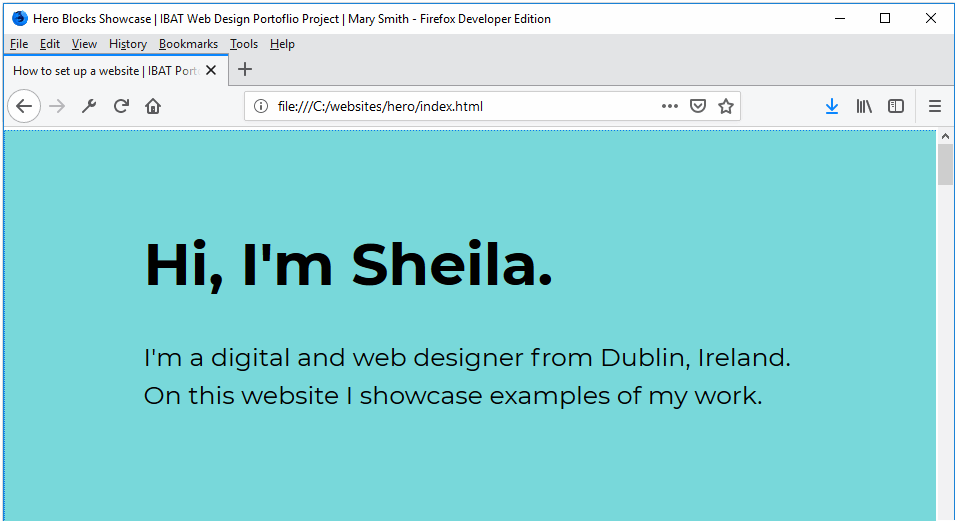 Hero Blocks Showcase | IBAT Web Design Portoflio Project | Mary Smith - Firefox Developer Edition
File Edit View History Bookmarks Tools Help
How to set up a website | IBAT Port
file:///C:/websites/hero/index.html
Hi, I'm Sheila.
I'm a digital and web designer from Dublin, Ireland.
On this website I showcase examples of my work.